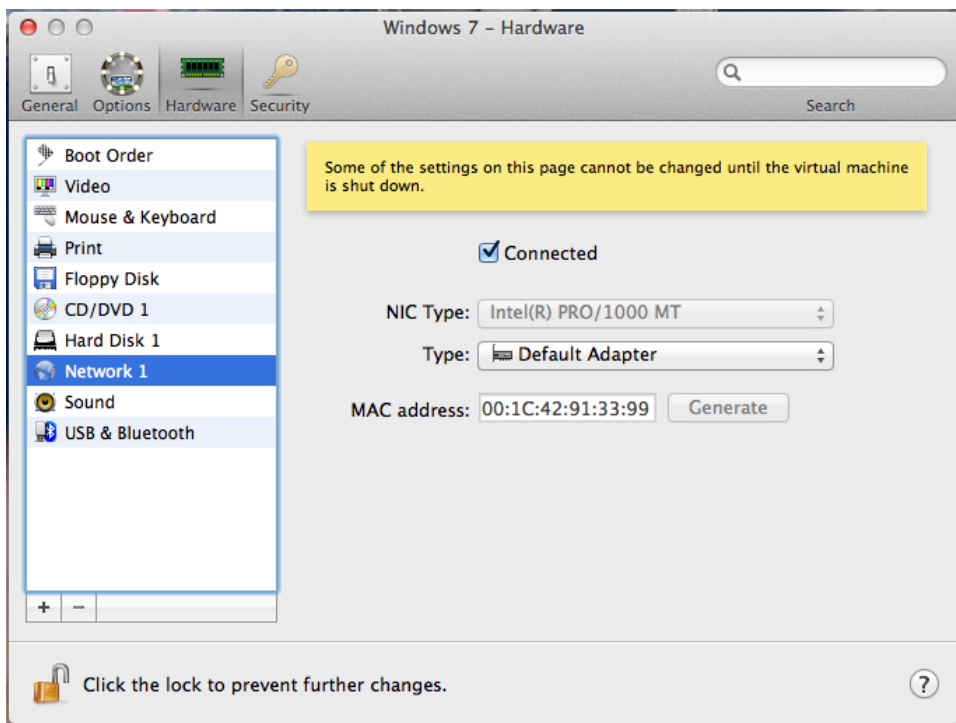 Windows 7 – Hardware
General Options Hardware Security
Search
Boot Order
Video
Mouse & Keyboard
Print
Floppy Disk
CD/DVD 1
Hard Disk 1
Network 1
Sound
USB & Bluetooth
+ −
Some of the settings on this page cannot be changed until the virtual machine
is shut down.
Connected
NIC Type: Intel(R) PRO/1000 MT
Type: Default Adapter
MAC address: 00:1C:42:91:33:99 Generate
Click the lock to prevent further changes.
?